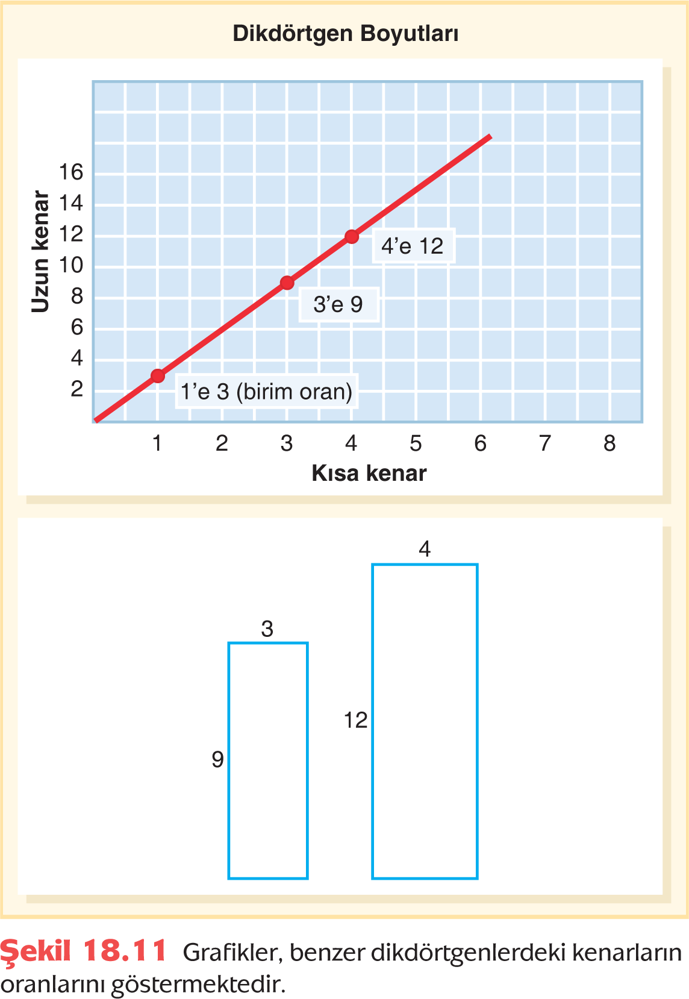 Dikdörtgen Boyutları
Uzun kenar
16
14
12
10
8
6
4
2
4’e 12
3’e 9
1’e 3 (birim oran)
1 2 3 4 5 6 7 8
Kısa kenar
4
3
12
9
Şekil 18.11 Grafikler, benzer dikdörtgenlerdeki kenarların
oranlarını göstermektedir.